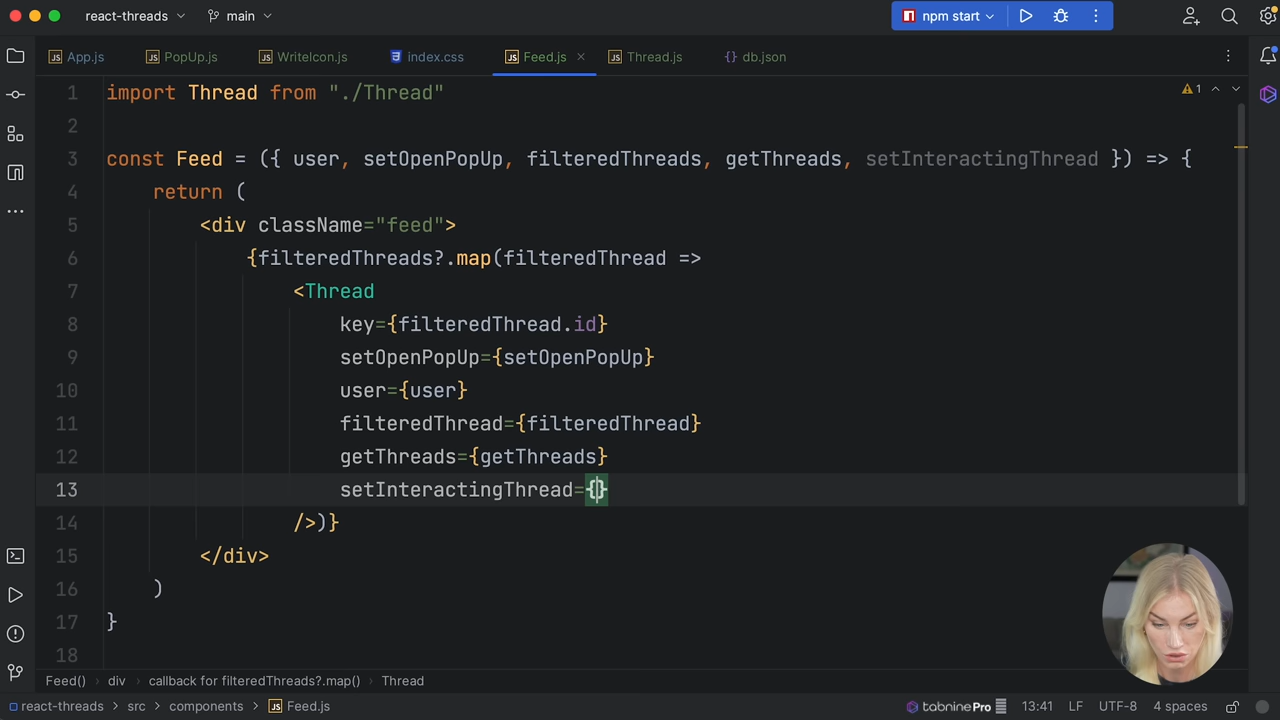 react-threads main npm start
App.js PopUp.js WriteIcon.js index.css Feed.js Thread.js db.json
1 import Thread from "./Thread" 1
2
3 const Feed = ({ user, setOpenPopUp, filteredThreads, getThreads, setInteractingThread }) => {
4 return (
5 <div className="feed">
6 {filteredThreads?.map(filteredThread =>
7 <Thread
8 key={filteredThread.id}
9 setOpenPopUp={setOpenPopUp}
10 user={user}
11 filteredThread={filteredThread}
12 getThreads={getThreads}
13 setInteractingThread={}
14 />)}
15 </div>
16 )
17 }
18
Feed() div callback for filteredThreads?.map() Thread
react-threads src components Feed.js tabnine Pro 13:41 LF UTF-8 4 spaces